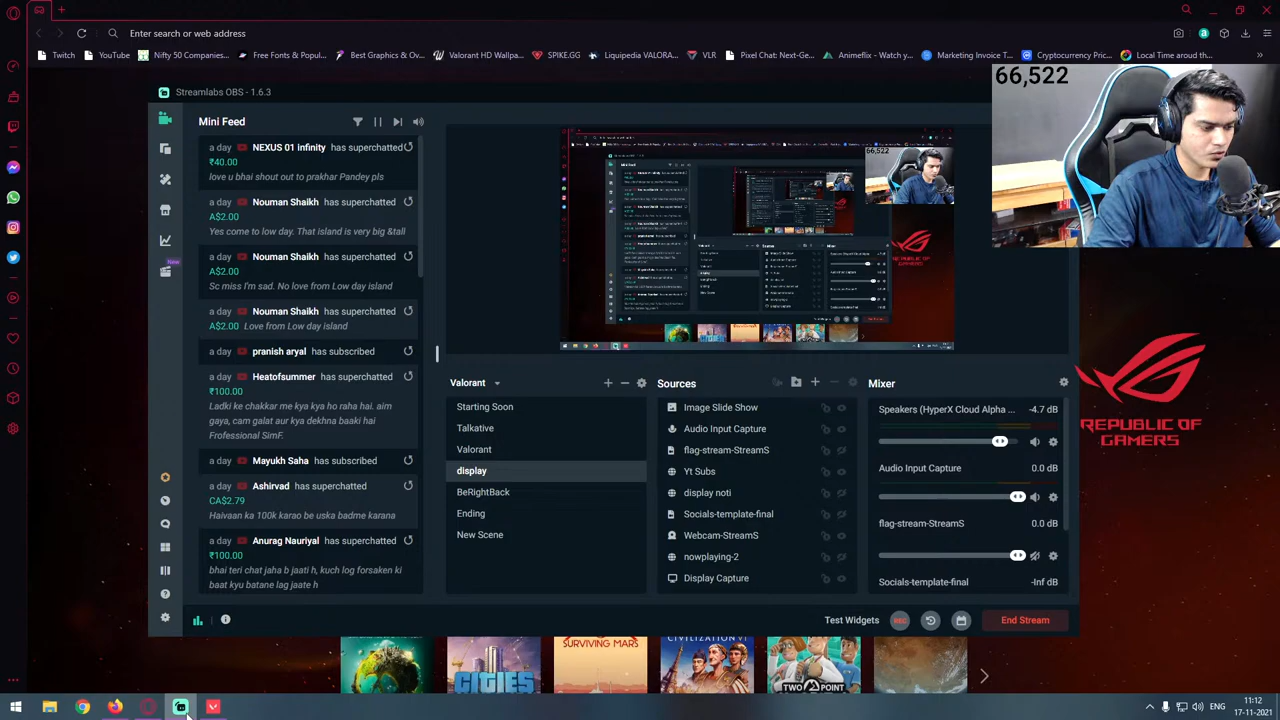 Enter search or web address
Twitch
YouTube
Nifty 50 Companies...
Free Fonts & Popul...
Best Graphics & Ov...
Valorant HD Wallpa...
SPIKE.GG
Liquipedia VALORA...
VLR
Pixel Chat: Next-Ge...
Animeflix - Watch y...
Marketing Invoice T...
Cryptocurrency Pric...
Local Time aroud th...
66,522
Streamlabs OBS - 1.6.3
Mini Feed
a day NEXUS 01 infinity has superchatted
₹40.00
love u bhai shout out to prakhar Pandey pls
a day Nouman Shaikh has superchatted
A$2.00
Yes come to low day. That island is very big still
a day Nouman Shaikh has superchatted
A$2.00
Sc ness I'm sad: No love from Low day island
a day Nouman Shaikh has superchatted
A$2.00 Love from Low day island
a day pranish aryal has subscribed
a day Heatofsummer has superchatted
₹100.00
Ladki ke chakkar me kya kya ho raha hai. aim
gaya, cam galat aur kya dekhna baaki hai
Frofessional SimF.
a day Mayukh Saha has subscribed
a day Ashirvad has superchatted
CA$2.79
Haivaan ka 100k karao be uska badme karana
a day Anurag Nauriyal has superchatted
₹100.00
bhai teri chat jaha b jaati h, kuch log forsaken ki
baat kyu batane lag jaate h
New
Valorant
Starting Soon
Talkative
Valorant
display
BeRightBack
Ending
New Scene
Sources
Image Slide Show
Audio Input Capture
flag-stream-StreamS
Yt Subs
display noti
Socials-template-final
Webcam-StreamS
nowplaying-2
Display Capture
Mixer
Speakers (HyperX Cloud Alpha ... -4.7 dB
Audio Input Capture 0.0 dB
flag-stream-StreamS 0.0 dB
Socials-template-final -Inf dB
Test Widgets
REC
End Stream
REPUBLIC OF
GAMERS
CITIES
SURVIVING MARS
CIVILIZATION VI
TWO POINT
ENG
11:12
17-11-2021